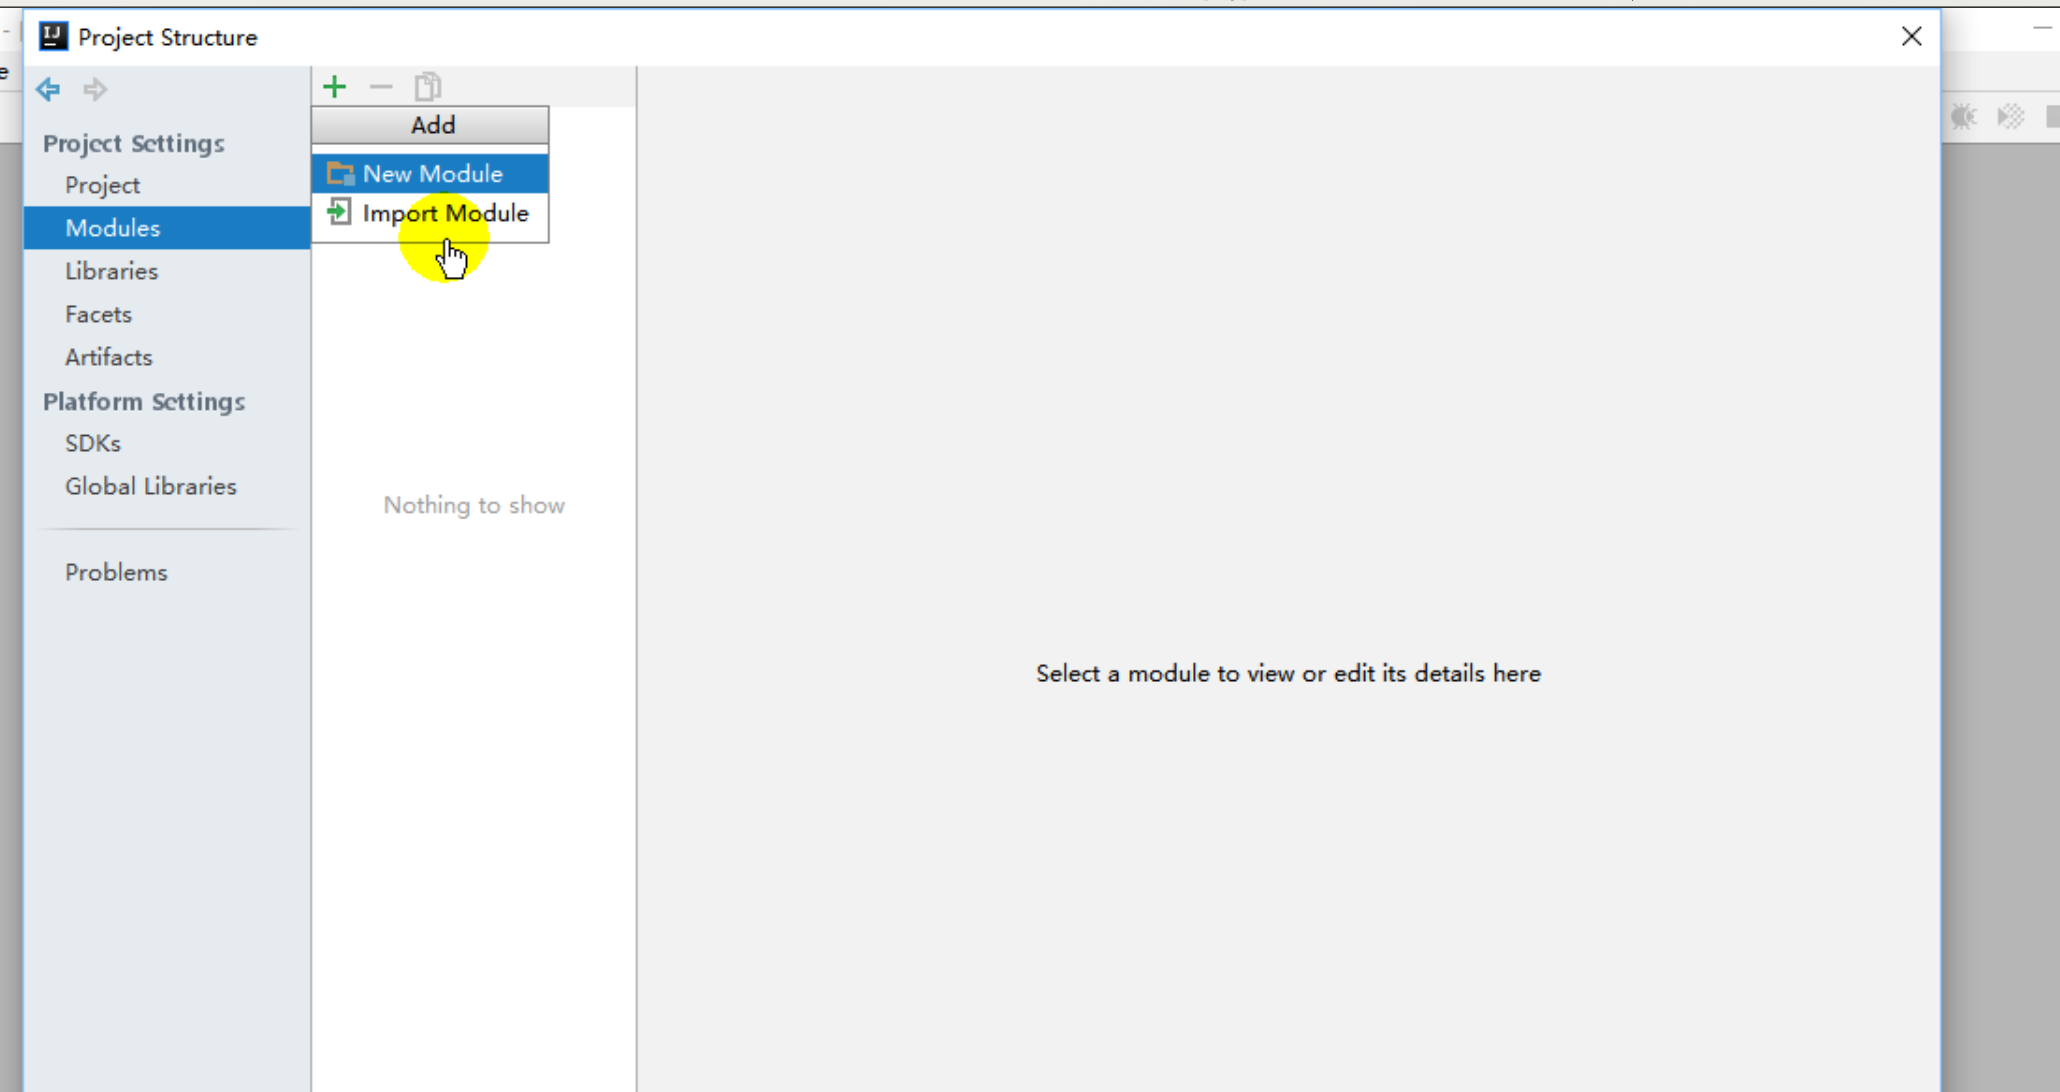 Project Structure
Project Settings
Project
Modules
Libraries
Facets
Artifacts
Platform Settings
SDKs
Global Libraries
Problems
Add
New Module
Import Module
Nothing to show
Select a module to view or edit its details here